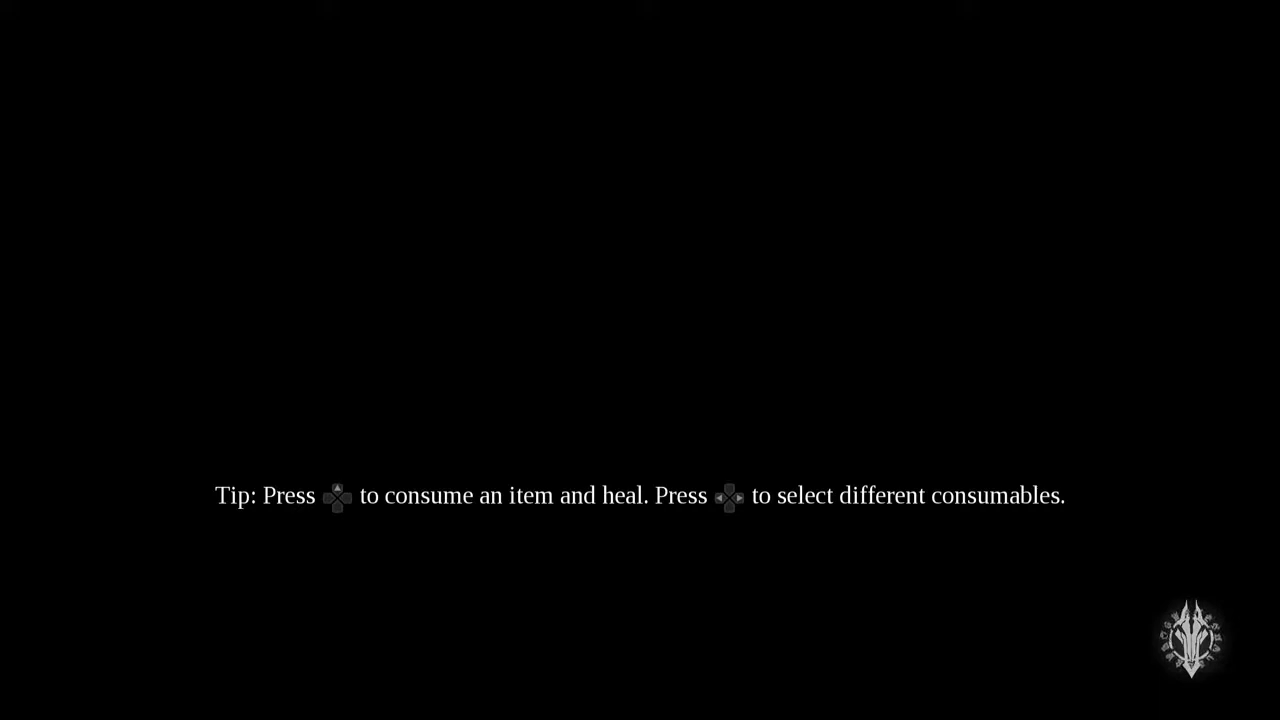 Tip: Press to consume an item and heal. Press to select different consumables.